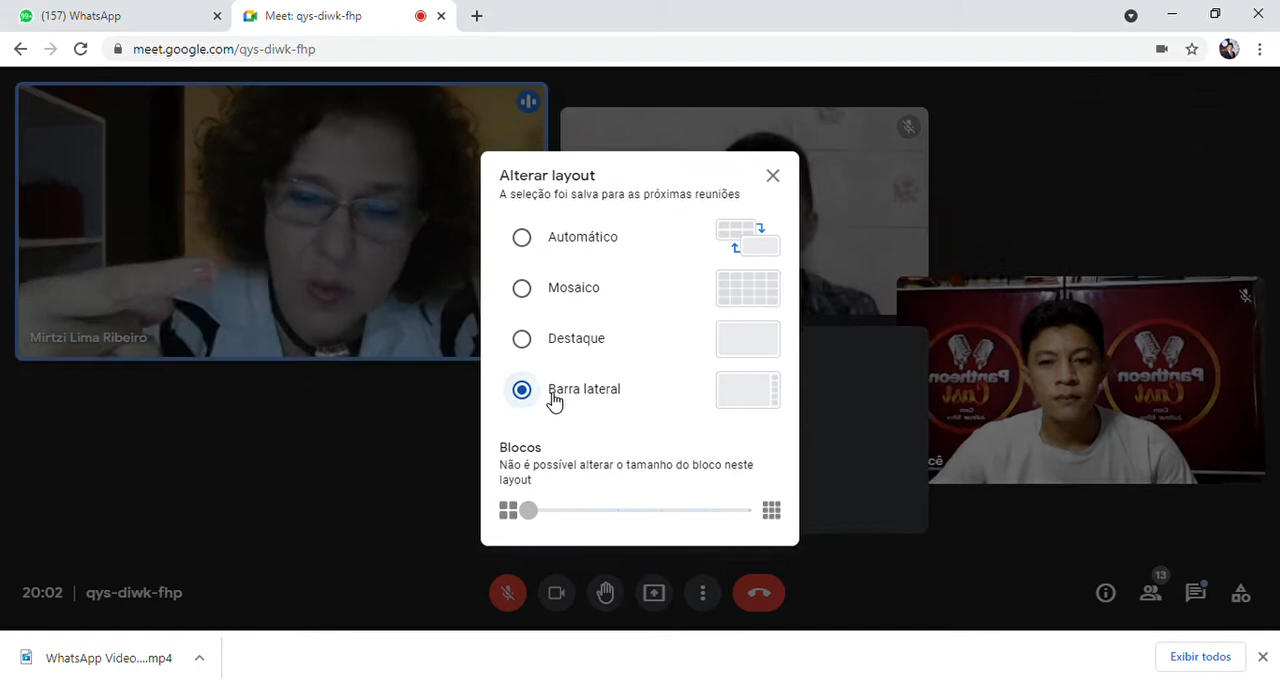 99+
(157) WhatsApp
Meet: qys-diwk-fhp
meet.google.com/qys-diwk-fhp
Alterar layout
A seleção foi salva para as próximas reuniões
Automático
Mosaico
Destaque
Barra lateral
Blocos
Não é possível alterar o tamanho do bloco neste
layout
Mirtzi Lima Ribeiro
Pantheon
Cast
Pantheon
Cast
cê
20:02 | qys-diwk-fhp
13
WhatsApp Video....mp4
Exibir todos